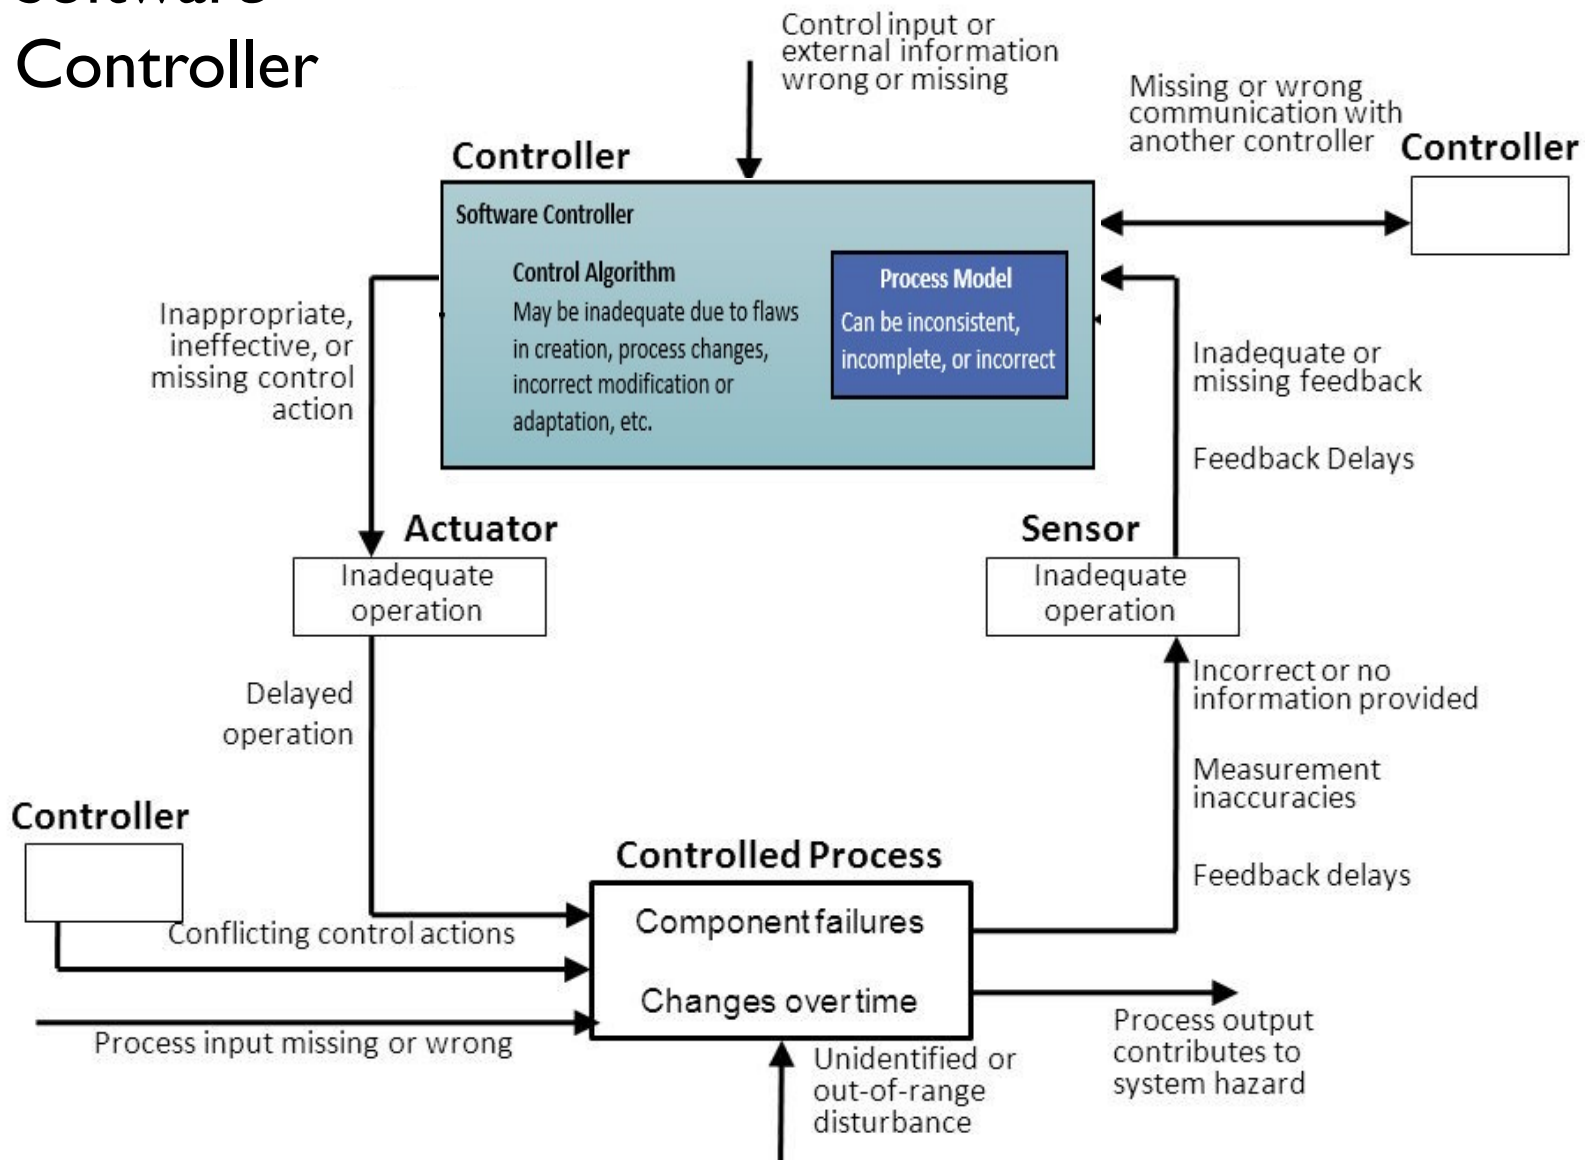 Software
Controller
Control input or
external information
wrong or missing
Missing or wrong
communication with
another controller
Controller
Controller
Software Controller
Control Algorithm
May be inadequate due to flaws
in creation, process changes,
incorrect modification or
adaptation, etc.
Process Model
Can be inconsistent,
incomplete, or incorrect
Inappropriate,
ineffective, or
missing control
action
Inadequate or
missing feedback
Feedback Delays
Actuator
Inadequate
operation
Sensor
Inadequate
operation
Delayed
operation
Incorrect or no
information provided
Measurement
inaccuracies
Feedback delays
Controller
Conflicting control actions
Process input missing or wrong
Controlled Process
Component failures
Changes over time
Unidentified or
out-of-range
disturbance
Process output
contributes to
system hazard